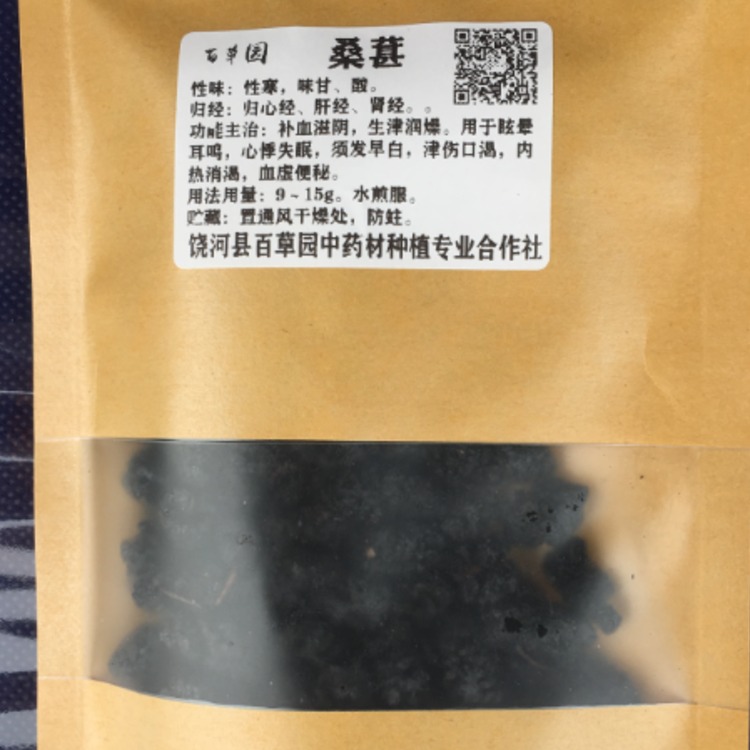 百草园 桑葚
性味：性寒，味甘、酸。
归经：归心经、肝经、肾经。。
功能主治：补血滋阴，生津润燥。用于眩晕
耳鸣，心悸失眠，须发早白，津伤口渴，内
热消渴，血虚便秘。
用法用量：9~15g。水煎服。
贮藏：置通风干燥处，防蛀。
饶河县百草园中药材种植专业合作社